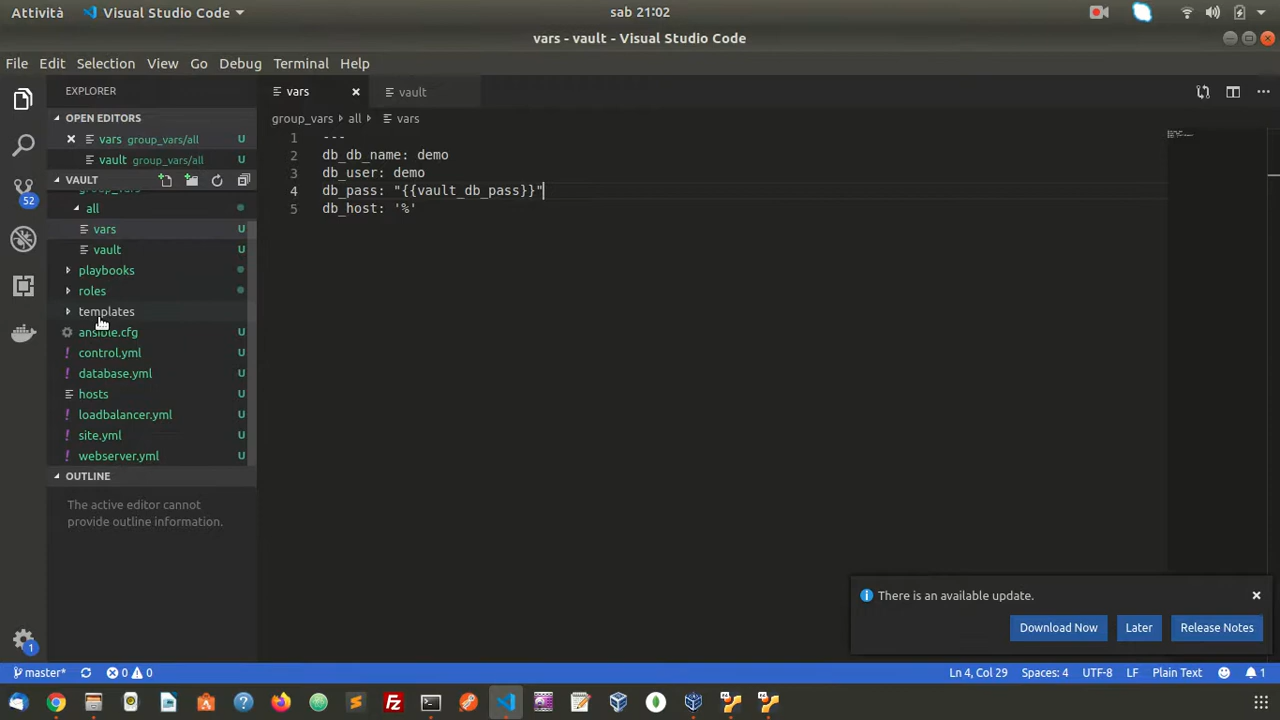 Attività Visual Studio Code sab 21:02
vars - vault - Visual Studio Code
File Edit Selection View Go Debug Terminal Help
EXPLORER
OPEN EDITORS
vars group_vars/all U
vault group_vars/all U
VAULT
all
vars U
vault U
playbooks
roles
templates
ansible.cfg U
control.yml U
database.yml U
hosts U
loadbalancer.yml U
site.yml U
webserver.yml U
OUTLINE
The active editor cannot
provide outline information.
52
1
vars vault
group_vars all vars
1 ---
2 db_db_name: demo
3 db_user: demo
4 db_pass: "{{vault_db_pass}}"
5 db_host: '%'
There is an available update.
Download Now Later Release Notes
master* 0 0 Ln 4, Col 29 Spaces: 4 UTF-8 LF Plain Text 1